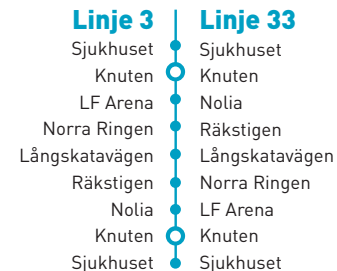 Linje 3 Linje 33
Sjukhuset Sjukhuset
Knuten Knuten
LF Arena Nolia
Norra Ringen Räkstigen
Långskatavägen Långskatavägen
Räkstigen Norra Ringen
Nolia LF Arena
Knuten Knuten
Sjukhuset Sjukhuset